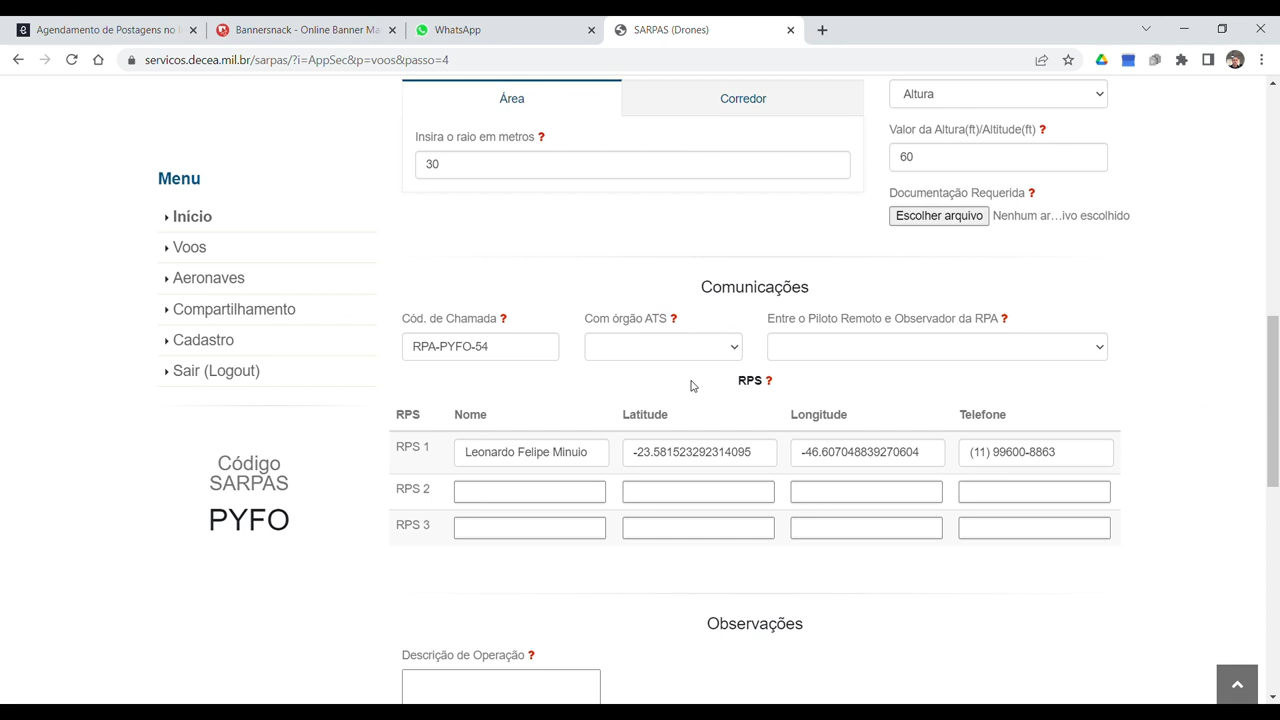 Agendamento de Postagens no
Bannersnack - Online Banner Ma
WhatsApp
SARPAS (Drones)
servicos.decea.mil.br/sarpas/?i=AppSec&p=voos&passo=4
Área
Corredor
Altura
Insira o raio em metros ?
Valor da Altura(ft)/Altitude(ft) ?
30
60
Menu
Documentação Requerida ?
Escolher arquivo Nenhum ar...ivo escolhido
Início
Voos
Aeronaves
Compartilhamento
Cadastro
Sair (Logout)
Código
SARPAS
PYFO
Comunicações
Cód. de Chamada ?
Com órgão ATS ?
Entre o Piloto Remoto e Observador da RPA ?
RPA-PYFO-54
RPS ?
RPS Nome Latitude Longitude Telefone
RPS 1 Leonardo Felipe Minuio -23.581523292314095 -46.607048839270604 (11) 99600-8863
RPS 2
RPS 3
Observações
Descrição de Operação ?